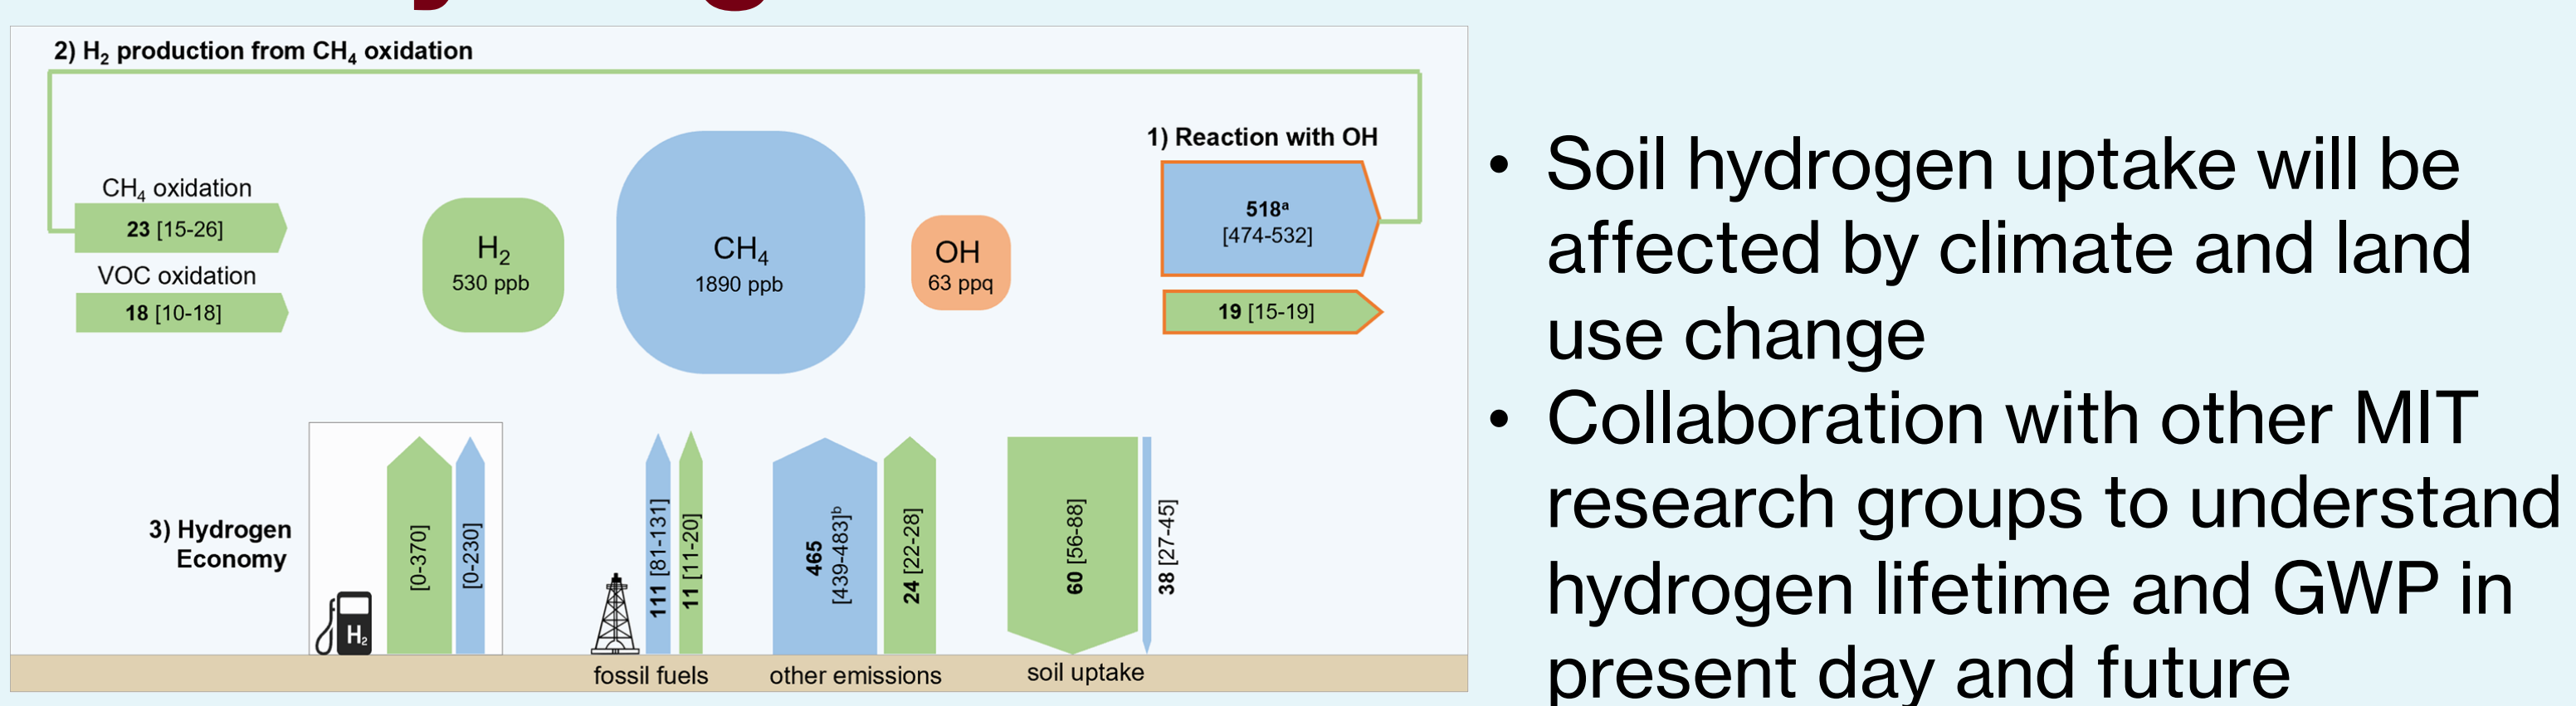 2) H₂ production from CH₄ oxidation
1) Reaction with OH
CH₄ oxidation
23 [15-26]
VOC oxidation
18 [10-18]
H₂
530 ppb
CH₄
1890 ppb
OH
63 ppq
518ᵃ
[474-532]
19 [15-19]
3) Hydrogen
Economy
H₂
[0-370]
[0-230]
111 [81-131]
11 [11-20]
465
[439-483]ᵇ
24 [22-28]
60 [56-88]
38 [27-45]
fossil fuels
other emissions
soil uptake
• Soil hydrogen uptake will be
affected by climate and land
use change
• Collaboration with other MIT
research groups to understand
hydrogen lifetime and GWP in
present day and future